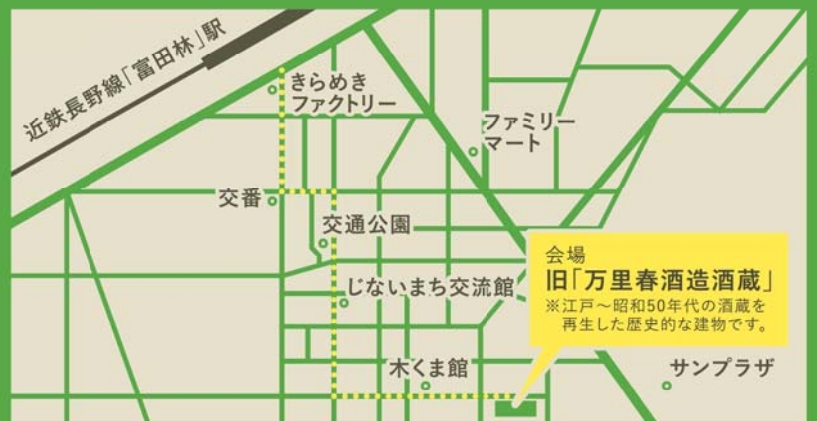 近鉄長野線「富田林」駅
きらめき
ファクトリー
ファミリー
マート
交番
交通公園
会場
旧「万里春酒造酒蔵」
※江戸～昭和50年代の酒蔵を
再生した歴史的な建物です。
じないまち交流館
木くま館
サンプラザ